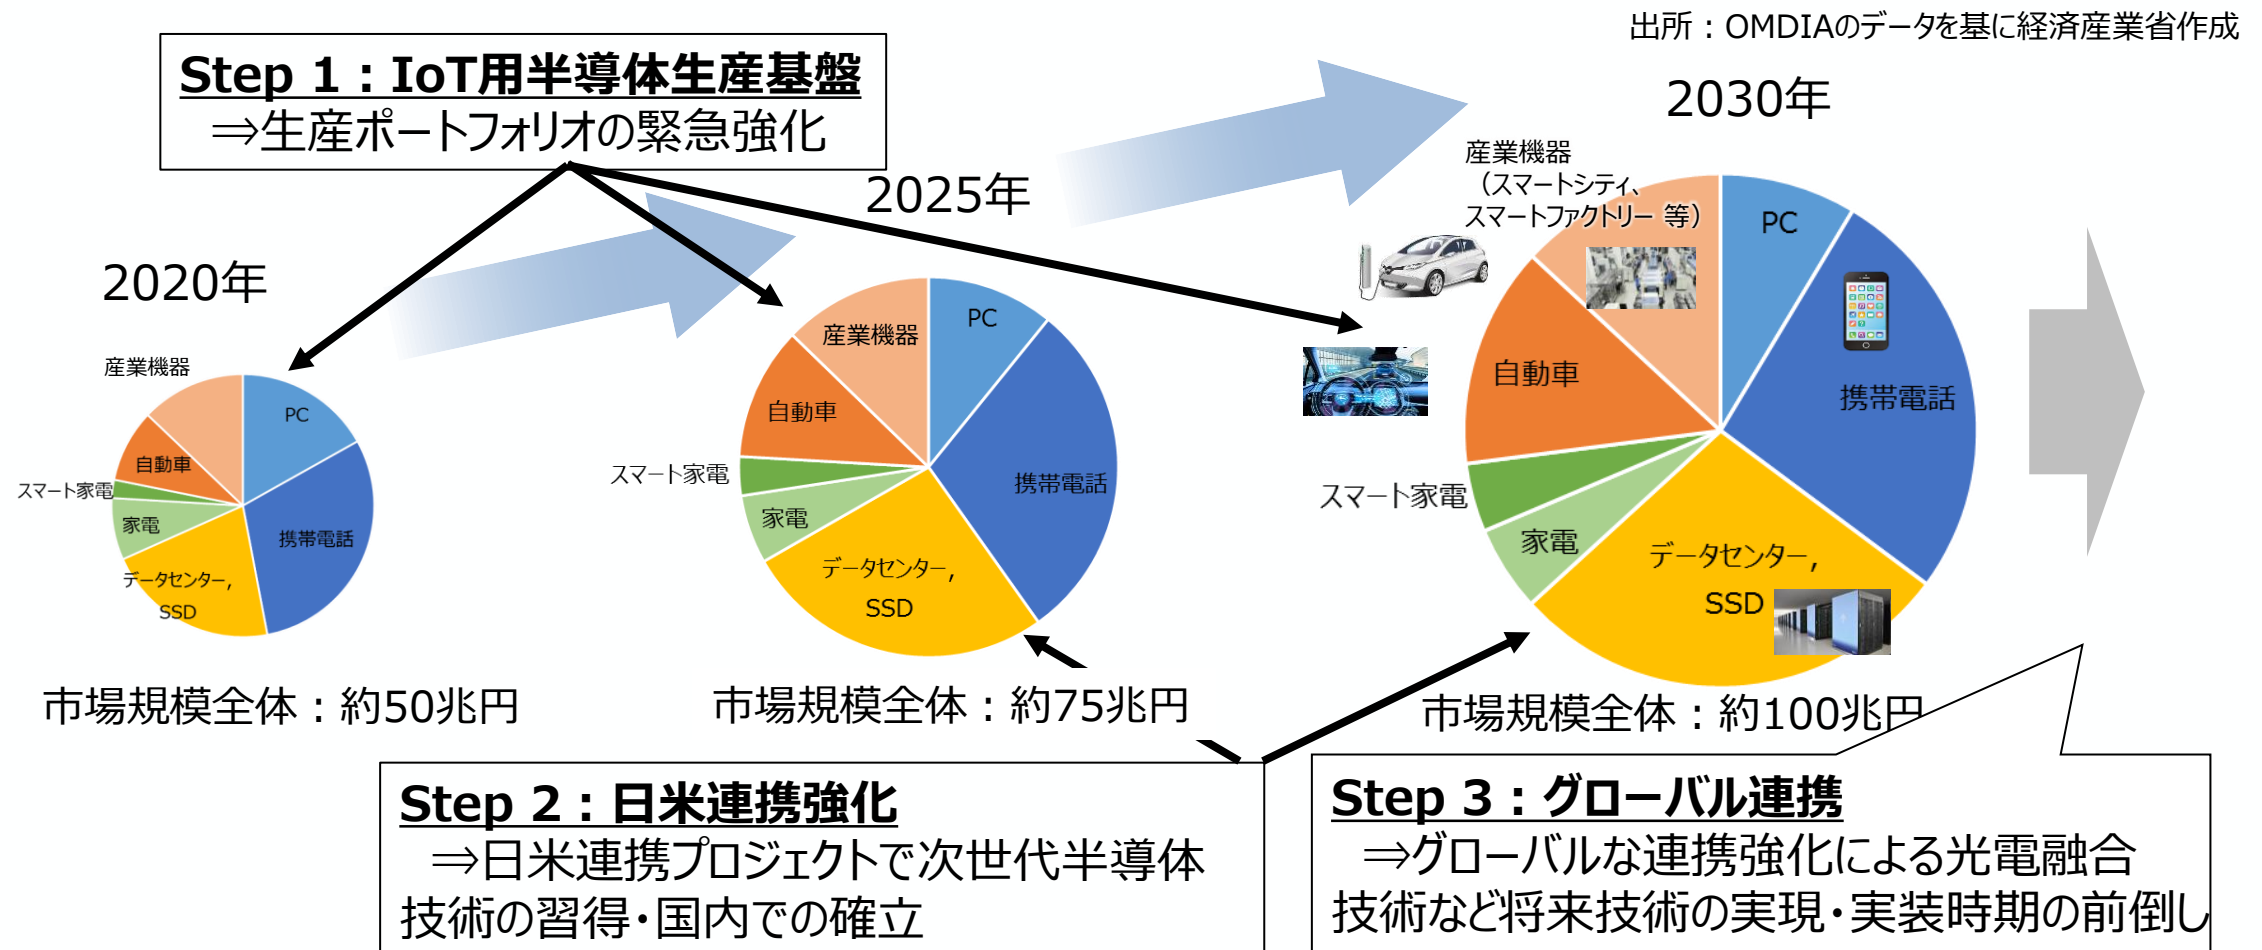 出所：OMDIAのデータを基に経済産業省作成
Step 1：IoT用半導体生産基盤
⇒生産ポートフォリオの緊急強化
2020年
産業機器
PC
自動車
スマート家電
家電
携帯電話
データセンター,
SSD
市場規模全体：約50兆円
2025年
産業機器
PC
自動車
スマート家電
家電
携帯電話
データセンター,
SSD
市場規模全体：約75兆円
2030年
産業機器
（スマートシティ、
スマートファクトリー 等）
PC
自動車
携帯電話
スマート家電
家電
データセンター,
SSD
市場規模全体：約100兆円
Step 2：日米連携強化
⇒日米連携プロジェクトで次世代半導体
技術の習得・国内での確立
Step 3：グローバル連携
⇒グローバルな連携強化による光電融合
技術など将来技術の実現・実装時期の前倒し